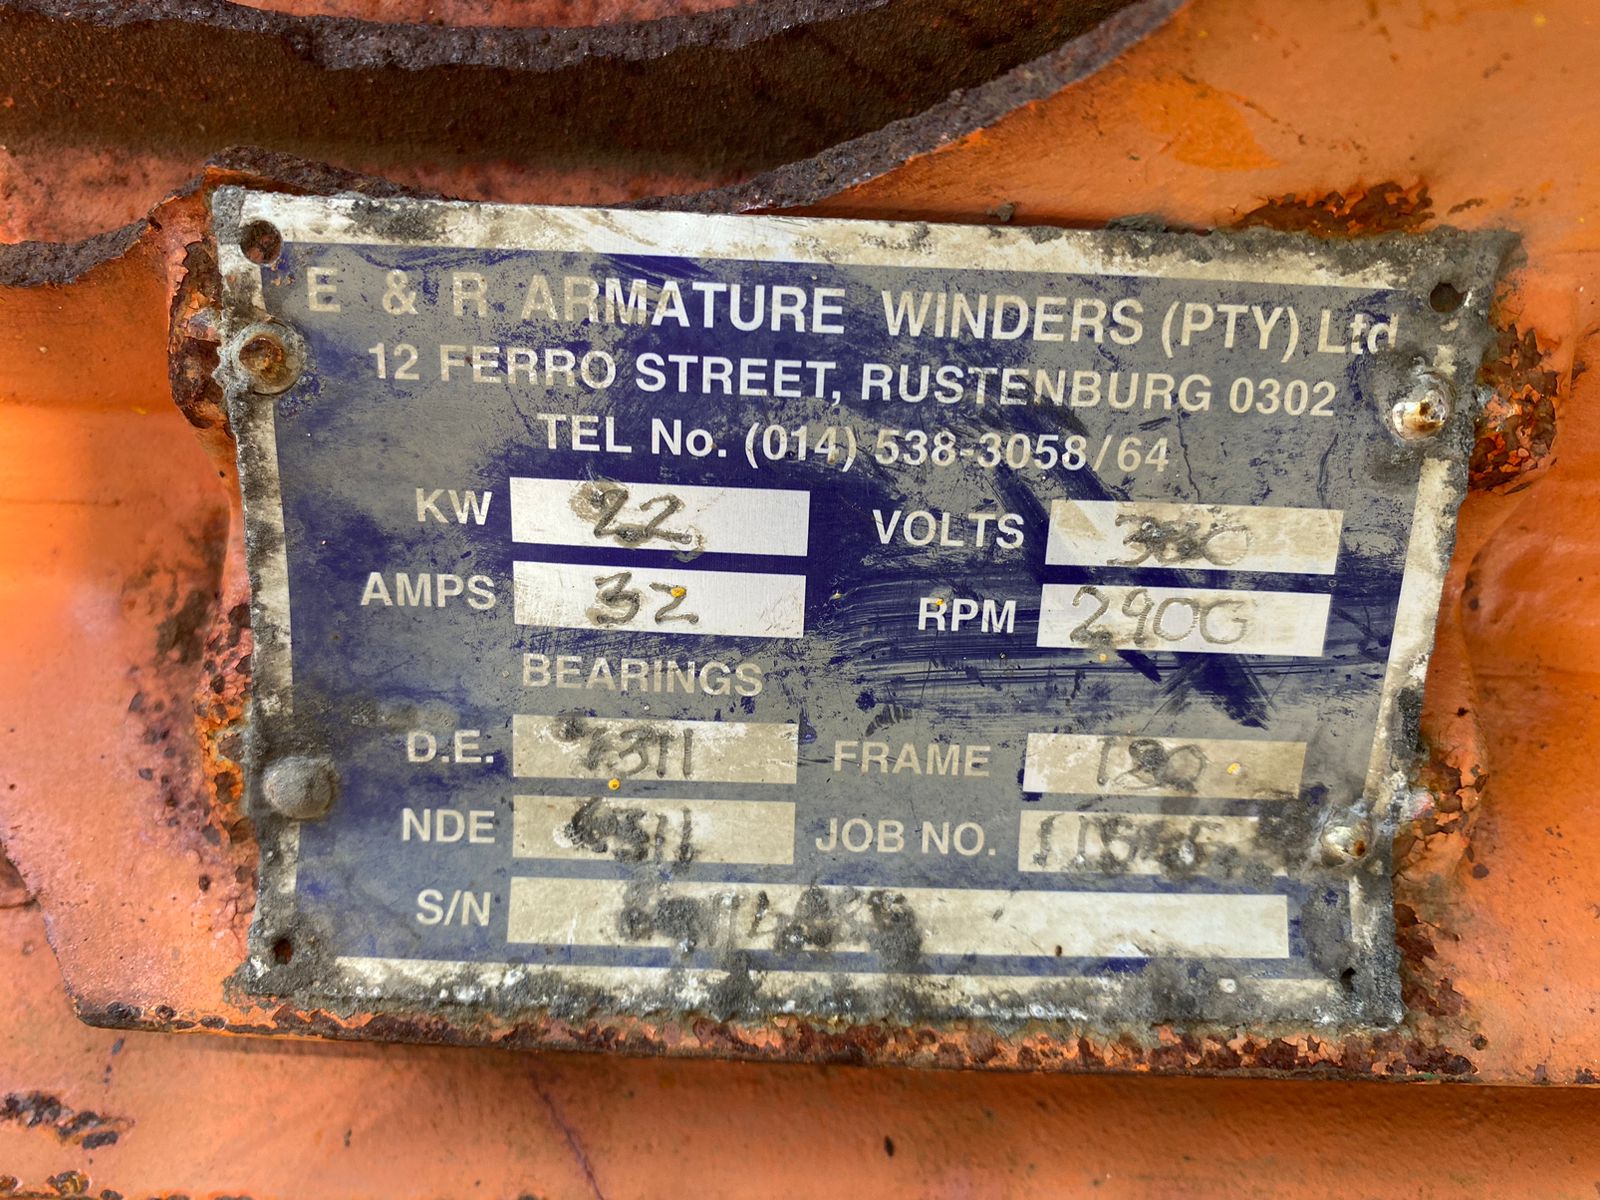 E & R ARMATURE WINDERS (PTY) Ltd
12 FERRO STREET, RUSTENBURG 0302
TEL No. (014) 538-3058/64
KW 22 VOLTS
AMPS 32 RPM 2900
BEARINGS
D.E. FRAME 180
NDE JOB NO.
S/N